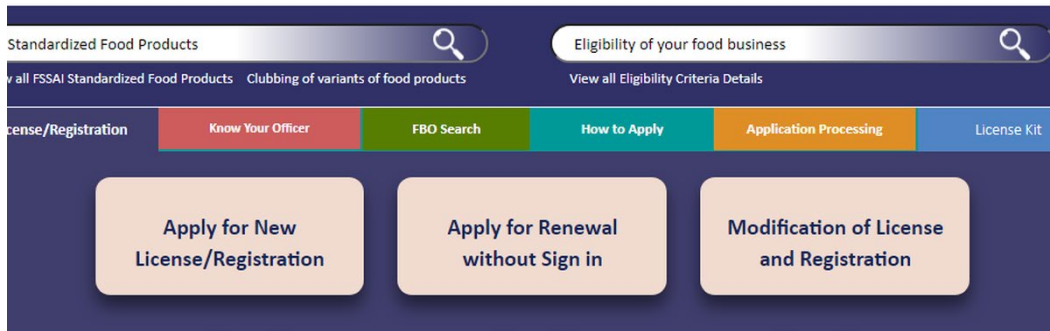 Standardized Food Products
Eligibility of your food business
all FSSAI Standardized Food Products Clubbing of variants of food products
View all Eligibility Criteria Details
cense/Registration
Know Your Officer
FBO Search
How to Apply
Application Processing
License Kit
Apply for New
License/Registration
Apply for Renewal
without Sign in
Modification of License
and Registration